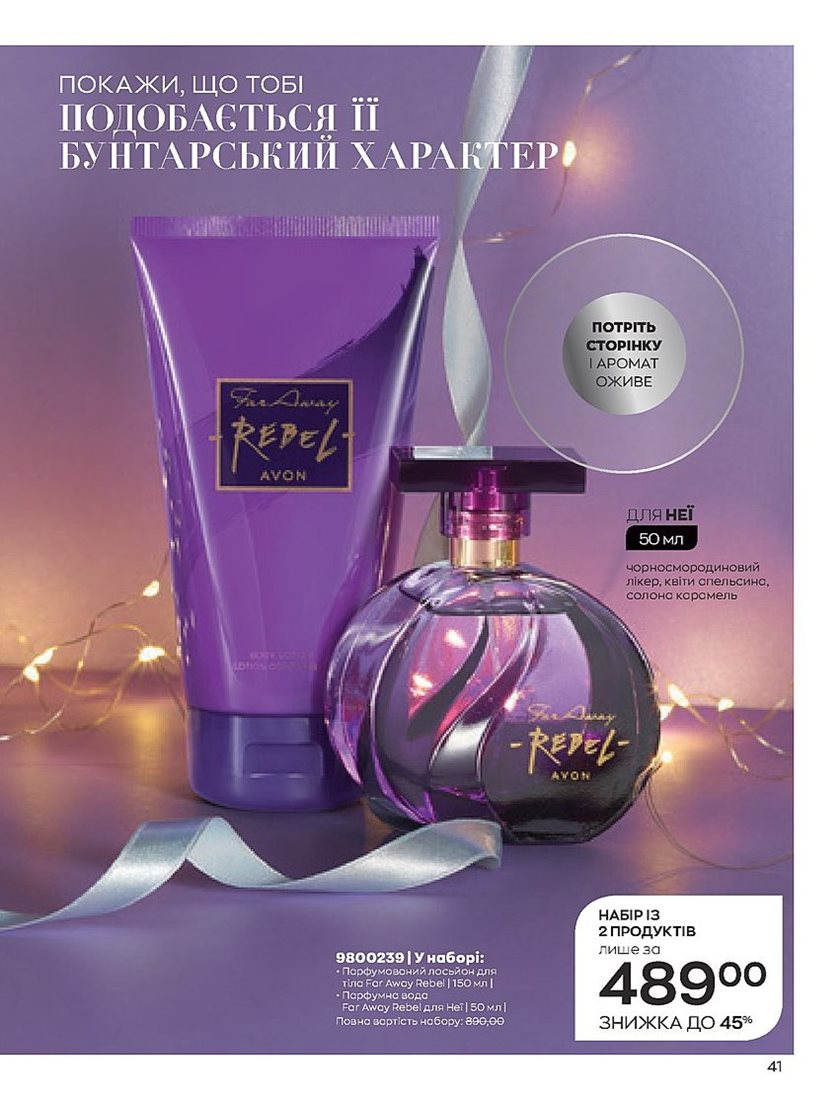 ПОКАЖИ, ЩО ТОБІ
ПОДОБАЄТЬСЯ ЇЇ
БУНТАРСЬКИЙ ХАРАКТЕР
ПОТРІТЬ
СТОРІНКУ
І АРОМАТ
ОЖИВЕ
Far Away
-REBEL-
AVON
ДЛЯ НЕЇ
50 мл
чорносмородиновий
лікер, квіти апельсина,
солона карамель
BODY LOTION
Far Away
-REBEL-
AVON
9800239 | У наборі:
• Парфумований лосьйон для
тіла Far Away Rebel | 150 мл |
• Парфумна вода
Far Away Rebel для Неї | 50 мл |
Повна вартість набору: 890,00
НАБІР ІЗ
2 ПРОДУКТІВ
лише за
489⁰⁰
ЗНИЖКА ДО 45%
41